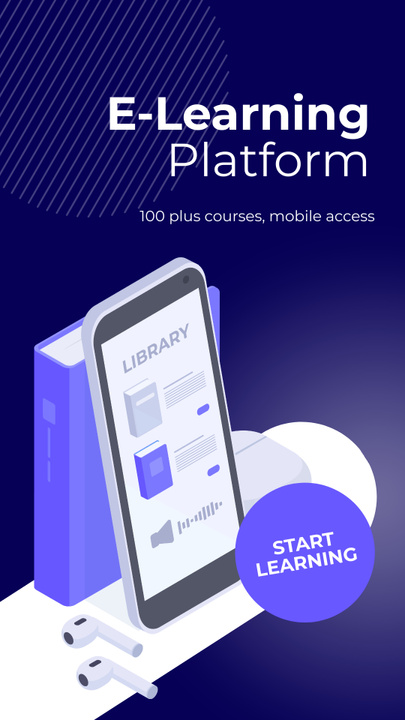 E-Learning
Platform
100 plus courses, mobile access
LIBRARY
START
LEARNING